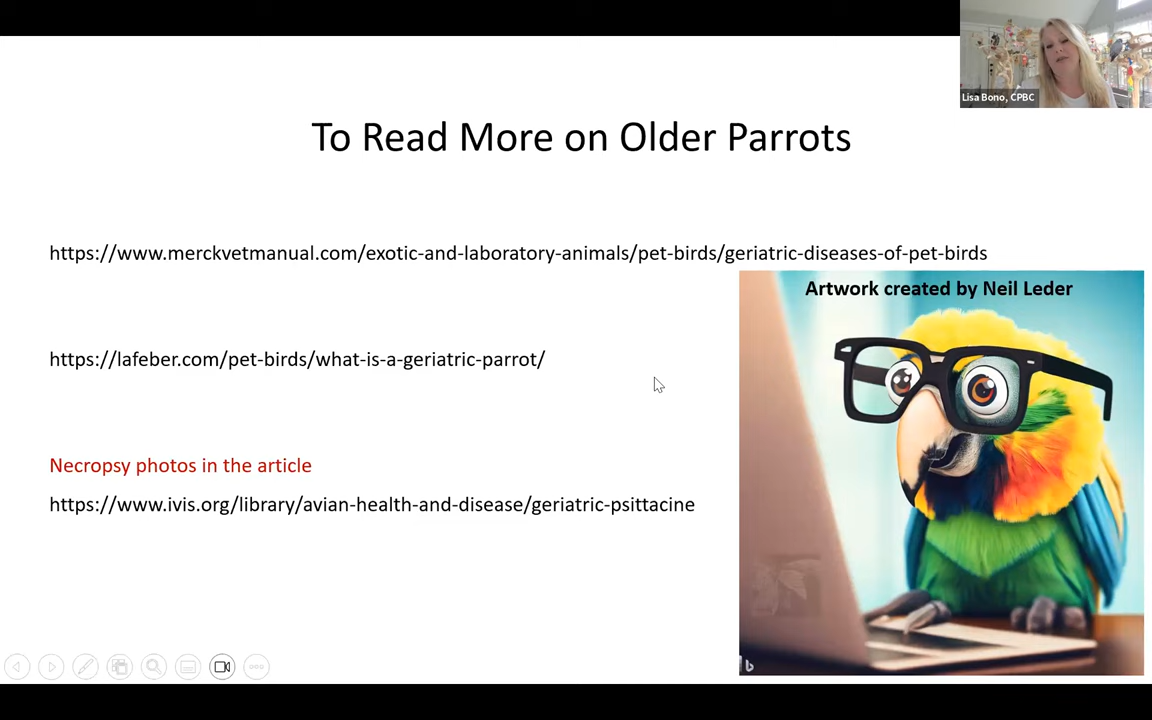 Lisa Bono, CPBC
To Read More on Older Parrots
https://www.merckvetmanual.com/exotic-and-laboratory-animals/pet-birds/geriatric-diseases-of-pet-birds
Artwork created by Neil Leder
https://lafeber.com/pet-birds/what-is-a-geriatric-parrot/
Necropsy photos in the article
https://www.ivis.org/library/avian-health-and-disease/geriatric-psittacine
b